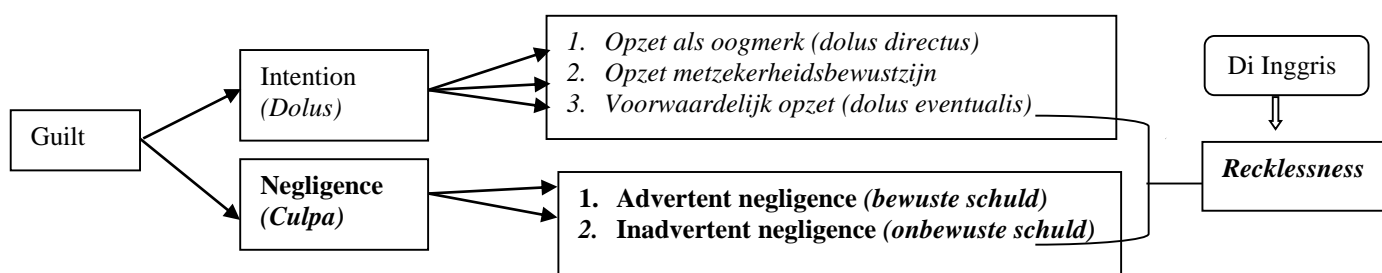 Guilt
Intention
(Dolus)
1. Opzet als oogmerk (dolus directus)
2. Opzet metzekerheidsbewustzijn
3. Voorwaardelijk opzet (dolus eventualis)
Negligence
(Culpa)
1. Advertent negligence (bewuste schuld)
2. Inadvertent negligence (onbewuste schuld)
Di Inggris
Recklessness